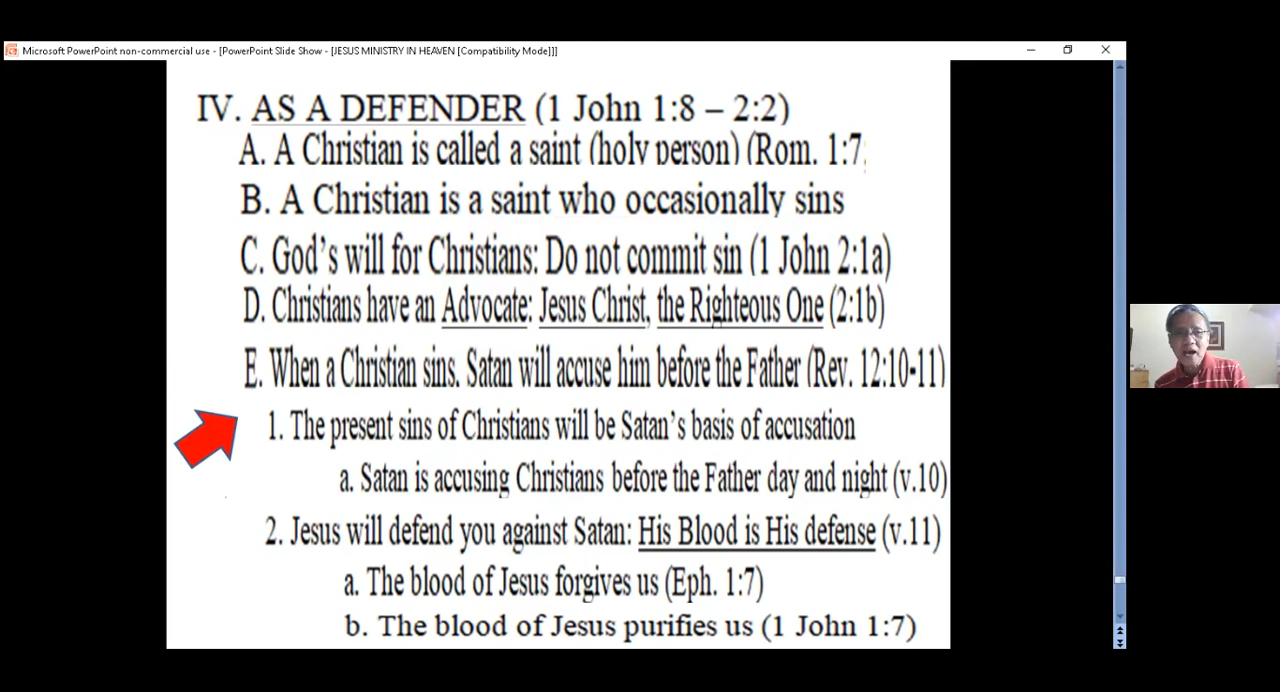 Microsoft PowerPoint non-commercial use - [PowerPoint Slide Show - [JESUS MINISTRY IN HEAVEN [Compatibility Mode]]]
IV. AS A DEFENDER (1 John 1:8 – 2:2)
A. A Christian is called a saint (holy person) (Rom. 1:7;
B. A Christian is a saint who occasionally sins
C. God's will for Christians: Do not commit sin (1 John 2:1a)
D. Christians have an Advocate: Jesus Christ, the Righteous One (2:1b)
E. When a Christian sins. Satan will accuse him before the Father (Rev. 12:10-11)
1. The present sins of Christians will be Satan's basis of accusation
a. Satan is accusing Christians before the Father day and night (v.10)
2. Jesus will defend you against Satan: His Blood is His defense (v.11)
a. The blood of Jesus forgives us (Eph. 1:7)
b. The blood of Jesus purifies us (1 John 1:7)